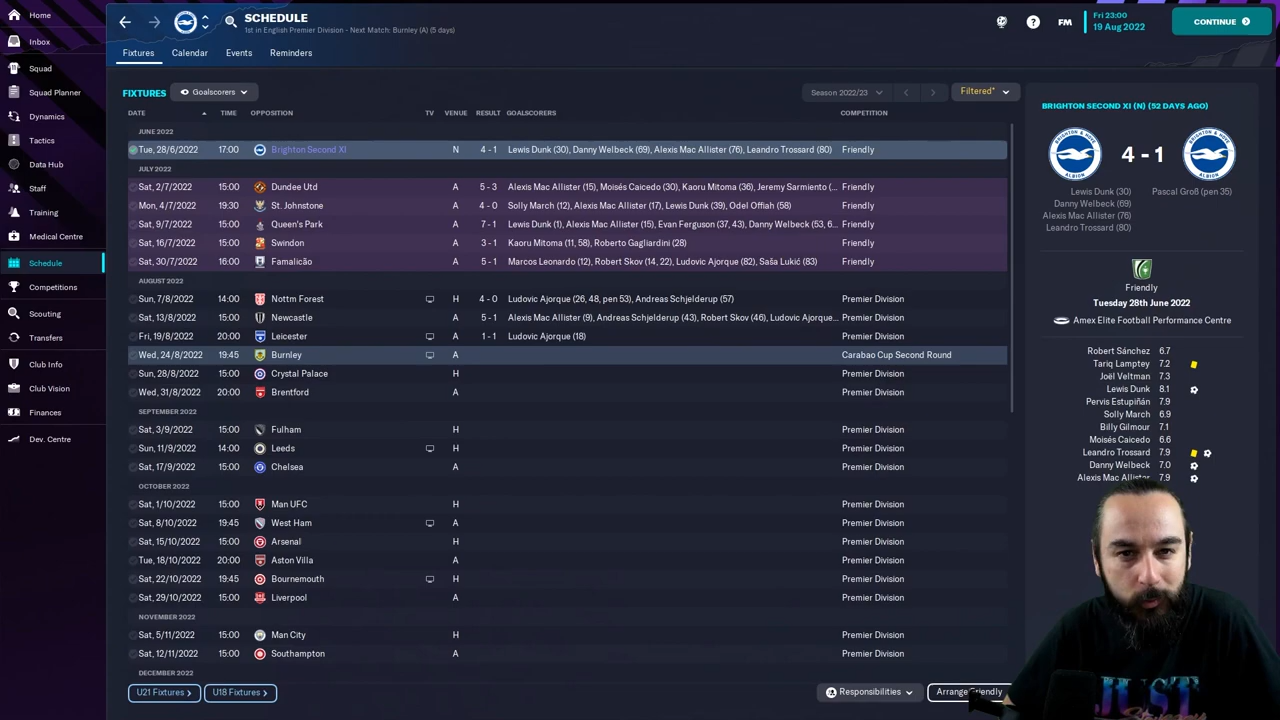 Home
Inbox
Squad
Squad Planner
Dynamics
Tactics
Data Hub
Staff
Training
Medical Centre
Schedule
Competitions
Scouting
Transfers
Club Info
Club Vision
Finances
Dev. Centre
SCHEDULE
1st in English Premier Division - Next Match: Burnley (A) (5 days)
?
FM
Fri 23:00
19 Aug 2022
CONTINUE
Fixtures Calendar Events Reminders
FIXTURES Goalscorers Season 2022/23 Filtered*
DATE TIME OPPOSITION TV VENUE RESULT GOALSCORERS COMPETITION
JUNE 2022
Tue, 28/6/2022 17:00 Brighton Second XI N 4 - 1 Lewis Dunk (30), Danny Welbeck (69), Alexis Mac Allister (76), Leandro Trossard (80) Friendly
JULY 2022
Sat, 2/7/2022 15:00 Dundee Utd A 5 - 3 Alexis Mac Allister (15), Moisés Caicedo (30), Kaoru Mitoma (36), Jeremy Sarmiento (... Friendly
Mon, 4/7/2022 19:30 St. Johnstone A 4 - 0 Solly March (12), Alexis Mac Allister (17), Lewis Dunk (39), Odel Offiah (58) Friendly
Sat, 9/7/2022 15:00 Queen's Park A 7 - 1 Lewis Dunk (1), Alexis Mac Allister (15), Evan Ferguson (37, 43), Danny Welbeck (53, 6... Friendly
Sat, 16/7/2022 15:00 Swindon A 3 - 1 Kaoru Mitoma (11, 58), Roberto Gagliardini (28) Friendly
Sat, 30/7/2022 16:00 Famalicão A 5 - 1 Marcos Leonardo (12), Robert Skov (14, 22), Ludovic Ajorque (82), Saša Lukić (83) Friendly
AUGUST 2022
Sun, 7/8/2022 14:00 Nottm Forest H 4 - 0 Ludovic Ajorque (26, 48, pen 53), Andreas Schjelderup (57) Premier Division
Sat, 13/8/2022 15:00 Newcastle A 5 - 1 Alexis Mac Allister (9), Andreas Schjelderup (43), Robert Skov (46), Ludovic Ajorque... Premier Division
Fri, 19/8/2022 20:00 Leicester A 1 - 1 Ludovic Ajorque (18) Premier Division
Wed, 24/8/2022 19:45 Burnley A Carabao Cup Second Round
Sun, 28/8/2022 15:00 Crystal Palace H Premier Division
Wed, 31/8/2022 20:00 Brentford A Premier Division
SEPTEMBER 2022
Sat, 3/9/2022 15:00 Fulham H Premier Division
Sun, 11/9/2022 14:00 Leeds H Premier Division
Sat, 17/9/2022 15:00 Chelsea A Premier Division
OCTOBER 2022
Sat, 1/10/2022 15:00 Man UFC H Premier Division
Sat, 8/10/2022 19:45 West Ham A Premier Division
Sat, 15/10/2022 15:00 Arsenal H Premier Division
Tue, 18/10/2022 20:00 Aston Villa A Premier Division
Sat, 22/10/2022 19:45 Bournemouth H Premier Division
Sat, 29/10/2022 15:00 Liverpool A Premier Division
NOVEMBER 2022
Sat, 5/11/2022 15:00 Man City H Premier Division
Sat, 12/11/2022 15:00 Southampton A Premier Division
DECEMBER 2022
U21 Fixtures U18 Fixtures Responsibilities Arrange Friendly
BRIGHTON SECOND XI (N) (52 DAYS AGO)
4 - 1
Lewis Dunk (30) Pascal Groß (pen 35)
Danny Welbeck (69)
Alexis Mac Allister (76)
Leandro Trossard (80)
Friendly
Tuesday 28th June 2022
Amex Elite Football Performance Centre
Robert Sánchez 6.7
Tariq Lamptey 7.2
Joël Veltman 7.3
Lewis Dunk 8.1
Pervis Estupiñán 7.9
Solly March 6.9
Billy Gilmour 7.1
Moisés Caicedo 6.6
Leandro Trossard 7.9
Danny Welbeck 7.0
Alexis Mac Allister 7.9